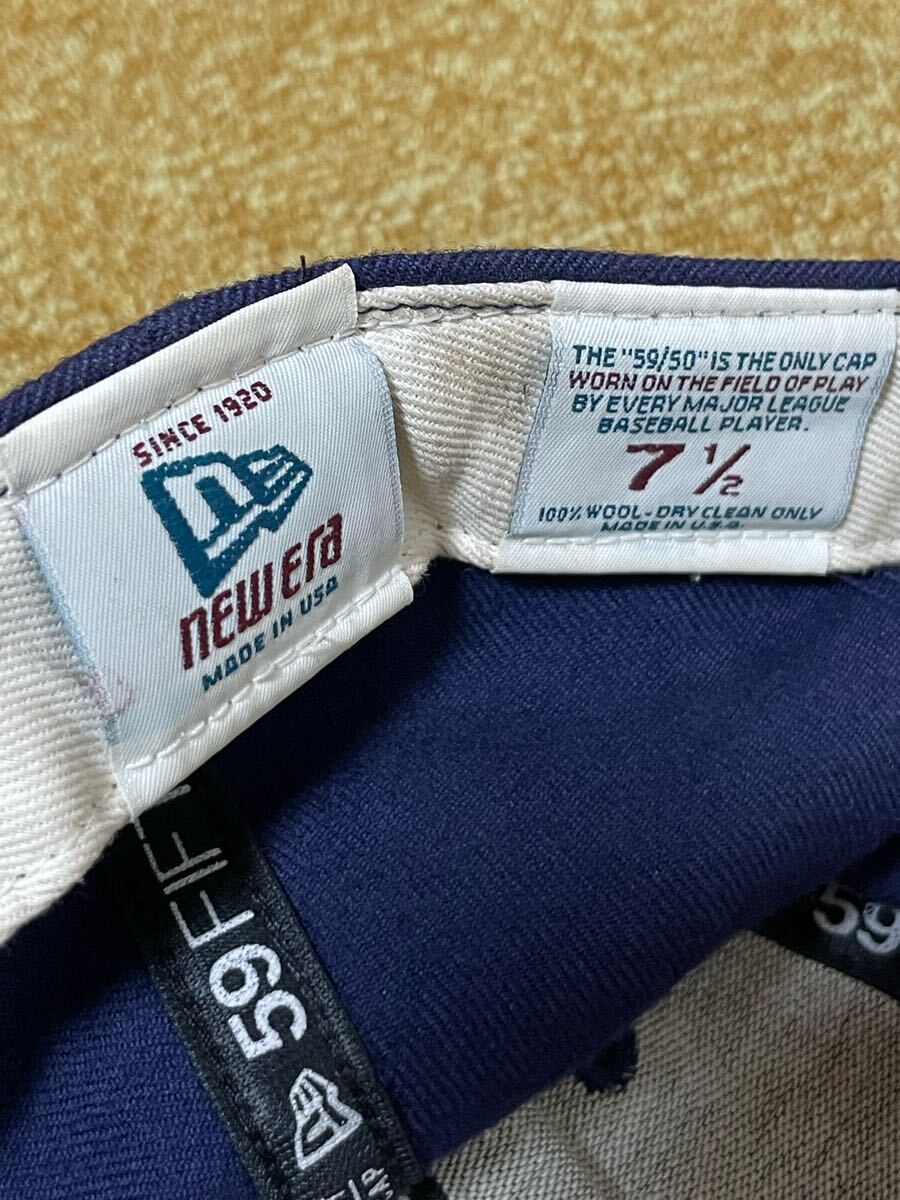 SINCE 1920
NEW ERA
MADE IN USA
THE "59/50" IS THE ONLY CAP
WORN ON THE FIELD OF PLAY
BY EVERY MAJOR LEAGUE
BASEBALL PLAYER.
7 1/2
100% WOOL-DRY CLEAN ONLY
MADE IN U.S.A.
59FIFTY
59
CAP